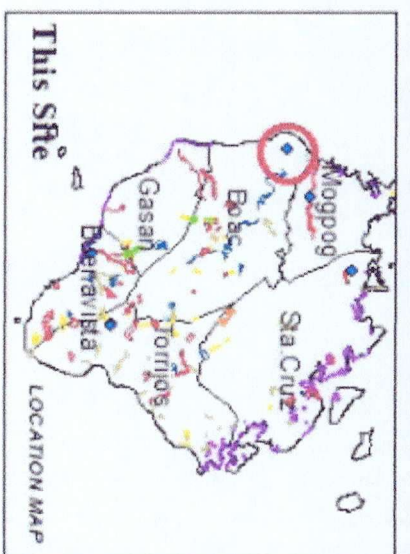 This Site
Mogpog
Boac
Gasan
Sta.Cruz
Torrijos
Buenavista
LOCATION MAP